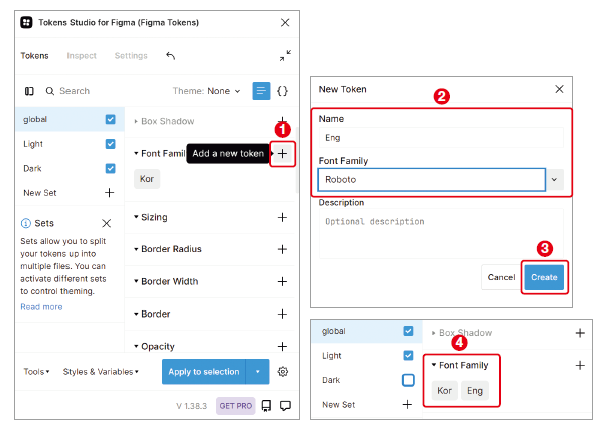 Tokens Studio for Figma (Figma Tokens)
Tokens Inspect Settings
Search Theme: None
global
Light
Dark
New Set
Sets
Sets allow you to split
your tokens up into
multiple files. You can
activate different sets
to control theming.
Read more
Box Shadow
1
Font Famil Add a new token
Kor
Sizing
Border Radius
Border Width
Border
Opacity
Tools Styles & Variables Apply to selection
V 1.38.3 GET PRO
New Token
2
Name
Eng
Font Family
Roboto
Description
Optional description
3
Cancel Create
global
Light
Dark
New Set
Box Shadow
4
Font Family
Kor Eng